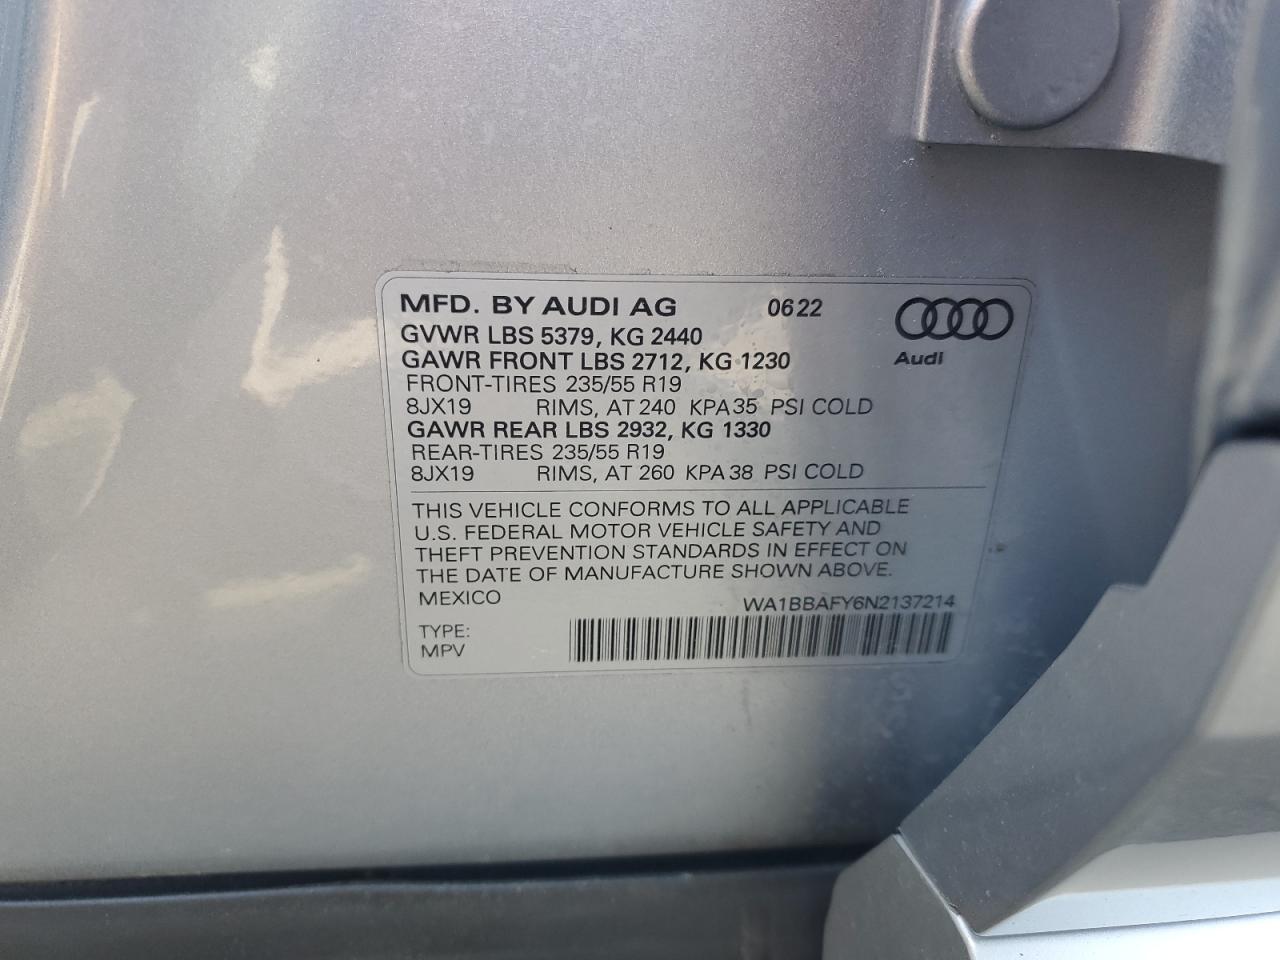 MFD. BY AUDI AG 0622
GVWR LBS 5379, KG 2440
GAWR FRONT LBS 2712, KG 1230
Audi
FRONT-TIRES 235/55 R19
8JX19 RIMS, AT 240 KPA 35 PSI COLD
GAWR REAR LBS 2932, KG 1330
REAR-TIRES 235/55 R19
8JX19 RIMS, AT 260 KPA 38 PSI COLD
THIS VEHICLE CONFORMS TO ALL APPLICABLE
U.S. FEDERAL MOTOR VEHICLE SAFETY AND
THEFT PREVENTION STANDARDS IN EFFECT ON
THE DATE OF MANUFACTURE SHOWN ABOVE.
MEXICO WA1BBAFY6N2137214
TYPE:
MPV